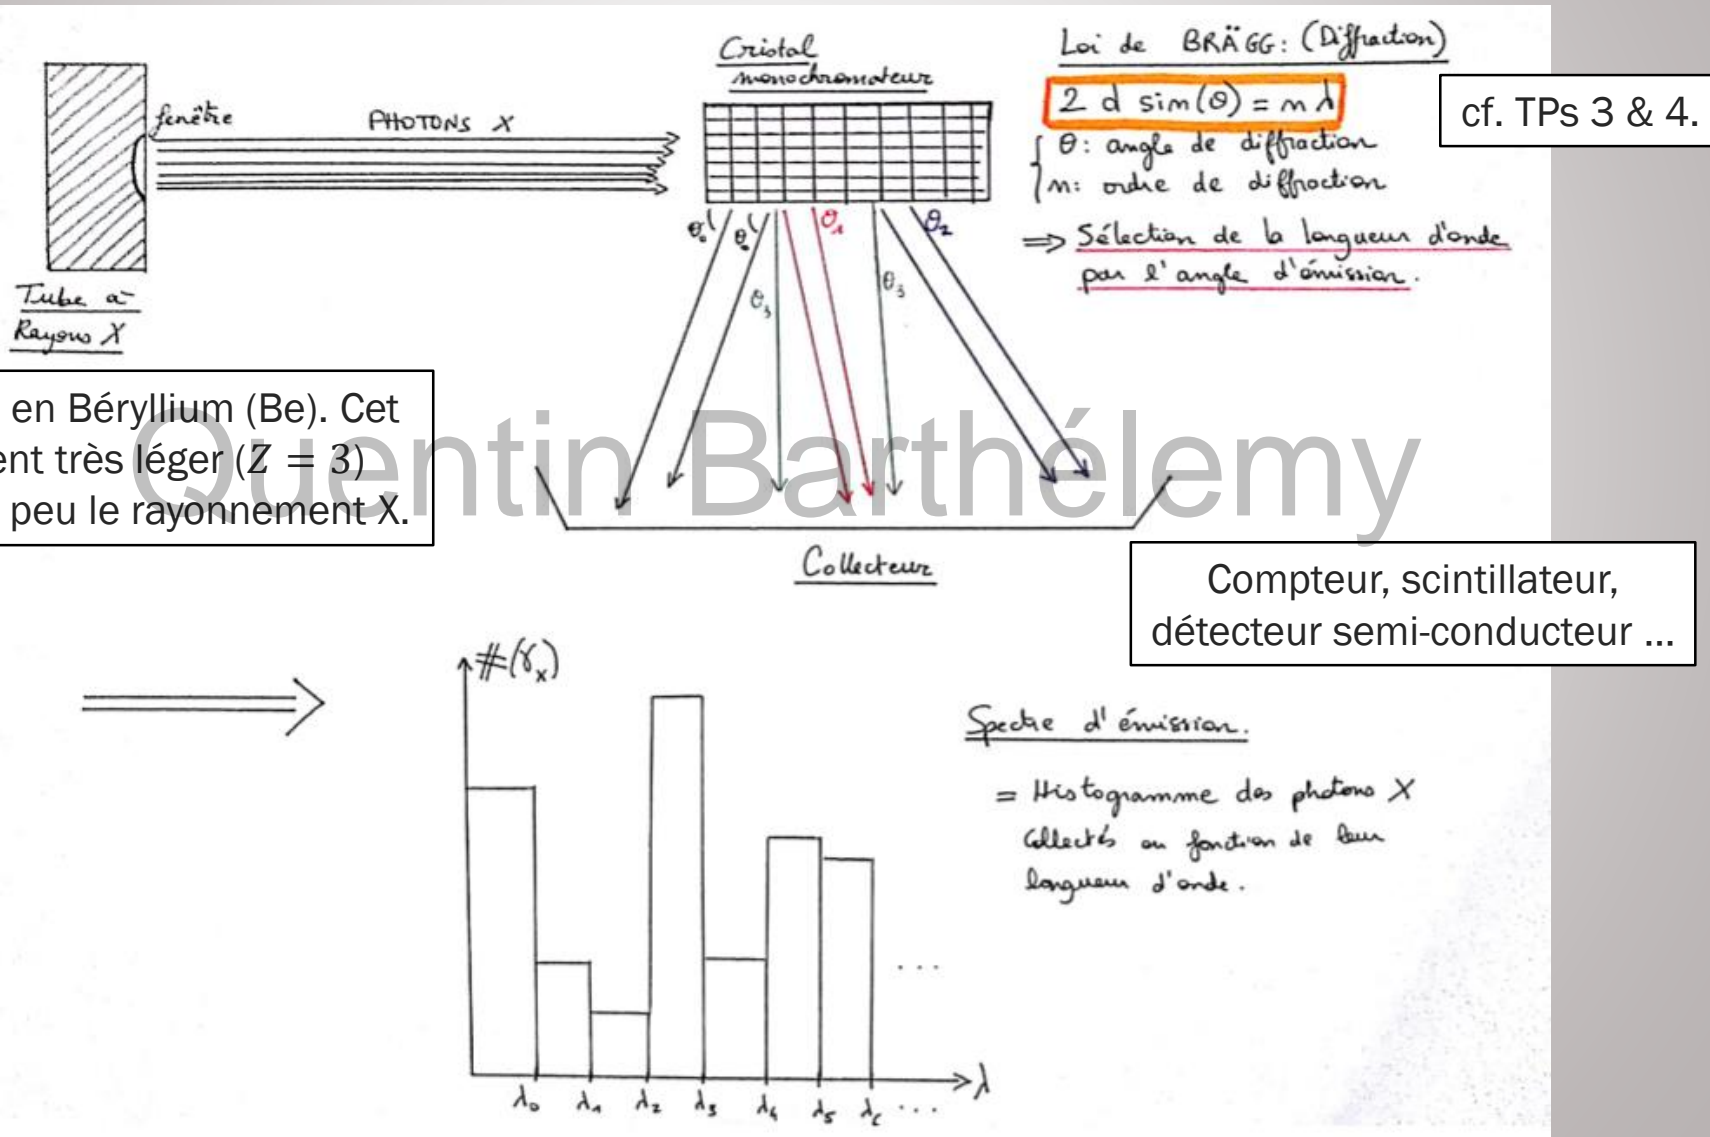 Cristal
monochromateur
Loi de BRÄGG: (Diffraction)
2 d sin(θ) = n λ
cf. TPs 3 & 4.
θ: angle de diffraction
n: ordre de diffraction
⇒ Sélection de la longueur d'onde
par l'angle d'émission.
fenêtre
PHOTONS X
θ₀ θ₀ θ₁ θ₂
θ₃ θ₃
Tube à
Rayons X
en Béryllium (Be). Cet
ent très léger (Z = 3)
peu le rayonnement X.
Quentin Barthélemy
Collecteur
Compteur, scintillateur,
détecteur semi-conducteur ...
#(γₓ)
Spectre d'émission.
= Histogramme des photons X
Collectés en fonction de leur
longueur d'onde.
...
λ
λ₀ λ₁ λ₂ λ₃ λ₄ λ₅ λ₆ ...